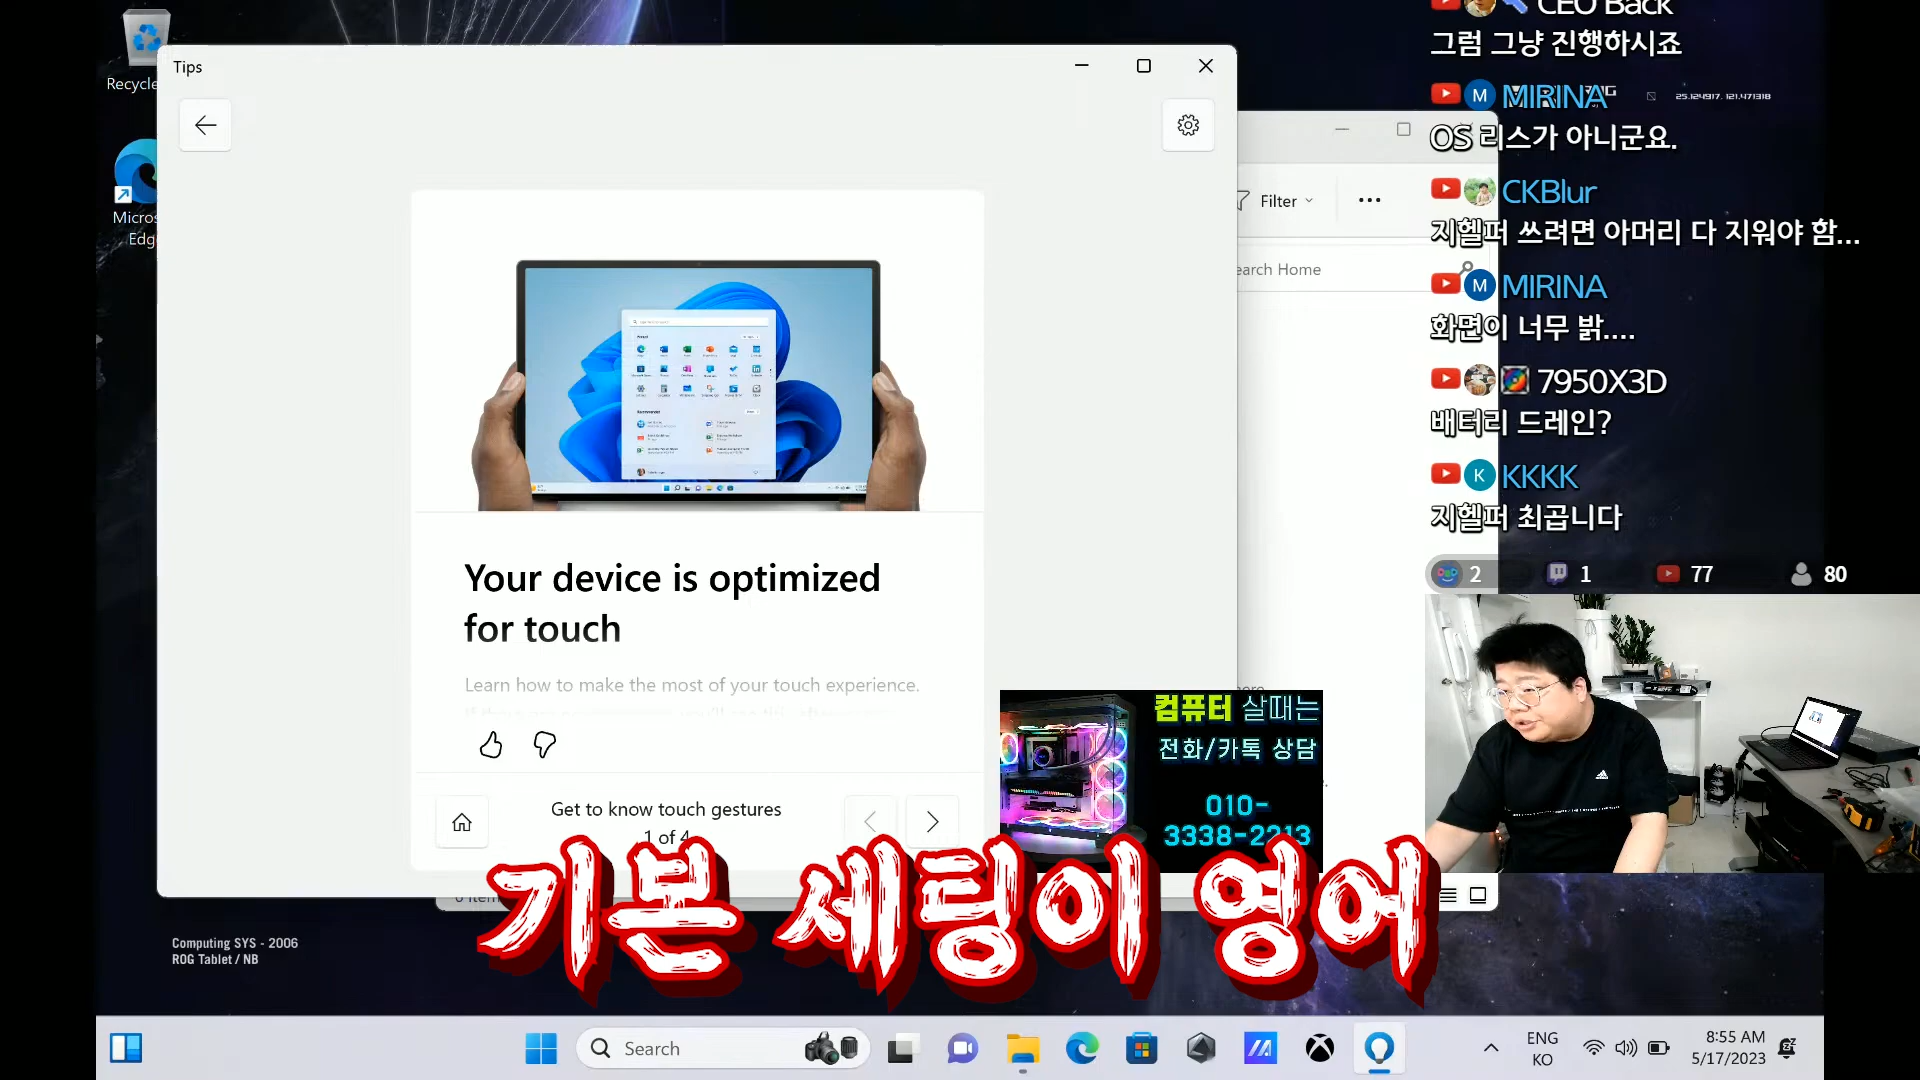 Recycle
Micros
Edg
Tips
Filter
earch Home
Your device is optimized
for touch
Learn how to make the most of your touch experience.
Get to know touch gestures
1 of 4
CEO Back
그럼 그냥 진행하시죠
MIRINA
25.124917, 121.471318
OS 리스가 아니군요.
CKBlur
지헬퍼 쓰려면 아머리 다 지워야 함...
MIRINA
화면이 너무 밝....
7950X3D
배터리 드레인?
KKKK
지헬퍼 최곱니다
2 1 77 80
컴퓨터 살때는
전화/카톡 상담
010-
3338-2213
기본 세팅이 영어
Computing SYS - 2006
ROG Tablet / NB
Search
ENG
KO
8:55 AM
5/17/2023